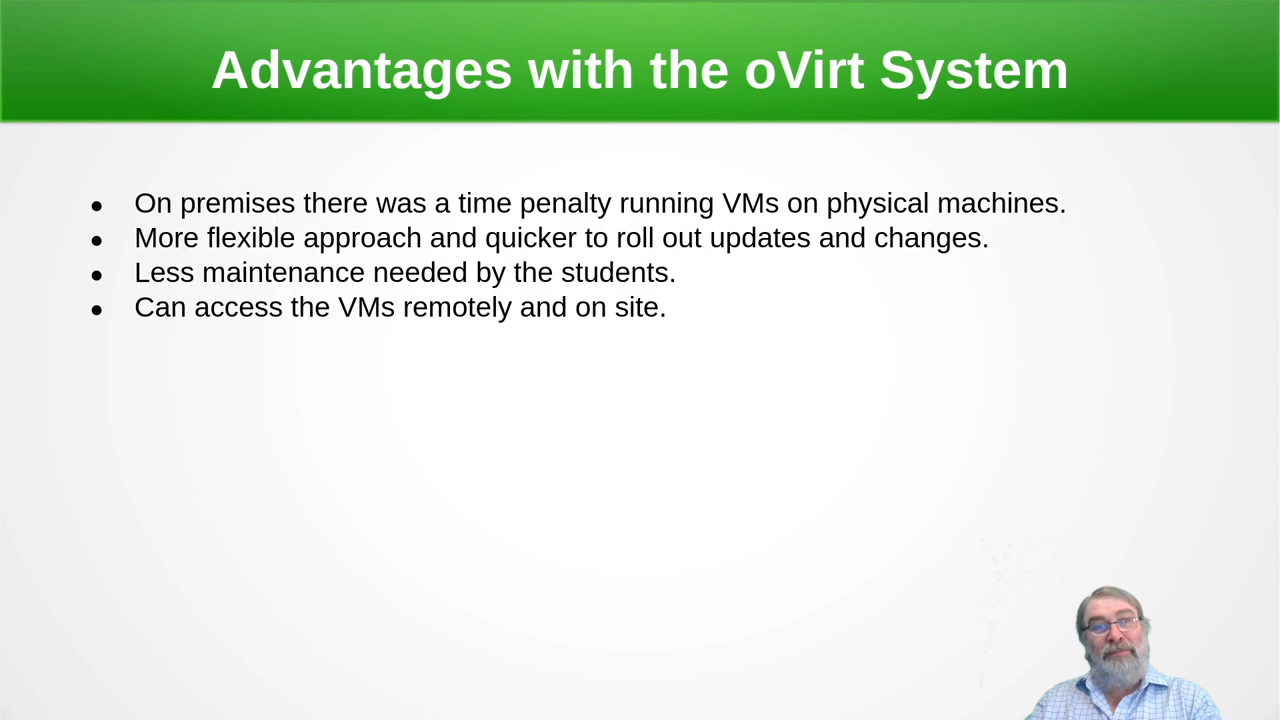 Advantages with the oVirt System
● On premises there was a time penalty running VMs on physical machines.
● More flexible approach and quicker to roll out updates and changes.
● Less maintenance needed by the students.
● Can access the VMs remotely and on site.